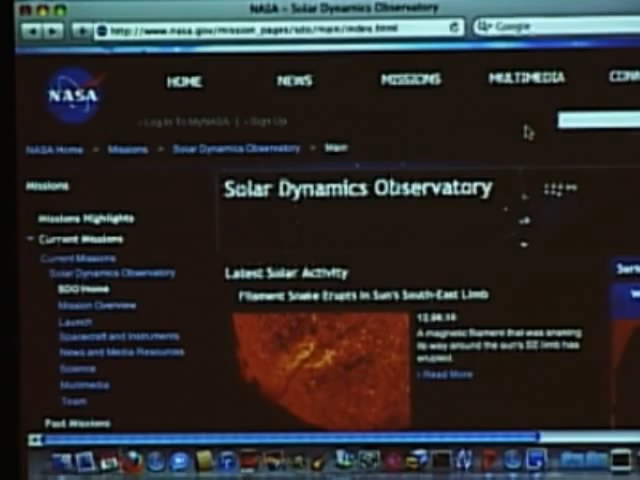 NASA - Solar Dynamics Observatory
http://www.nasa.gov/mission_pages/sdo/main/index.html
Google
NASA
HOME NEWS MISSIONS MULTIMEDIA
› Log In To MyNASA | › Sign Up
NASA Home > Missions > Solar Dynamics Observatory > Main
Missions
Solar Dynamics Observatory
Missions Highlights
Current Missions
Current Missions
Solar Dynamics Observatory
Latest Solar Activity
SDO Home
Filament Snake Erupts in Sun's South-East Limb
Mission Overview
Launch
Spacecraft and Instruments
News and Media Resources
Science
Multimedia
Team
Past Missions
A magnetic filament that was snaking
its way around the sun's SE limb has
erupted.
› Read More